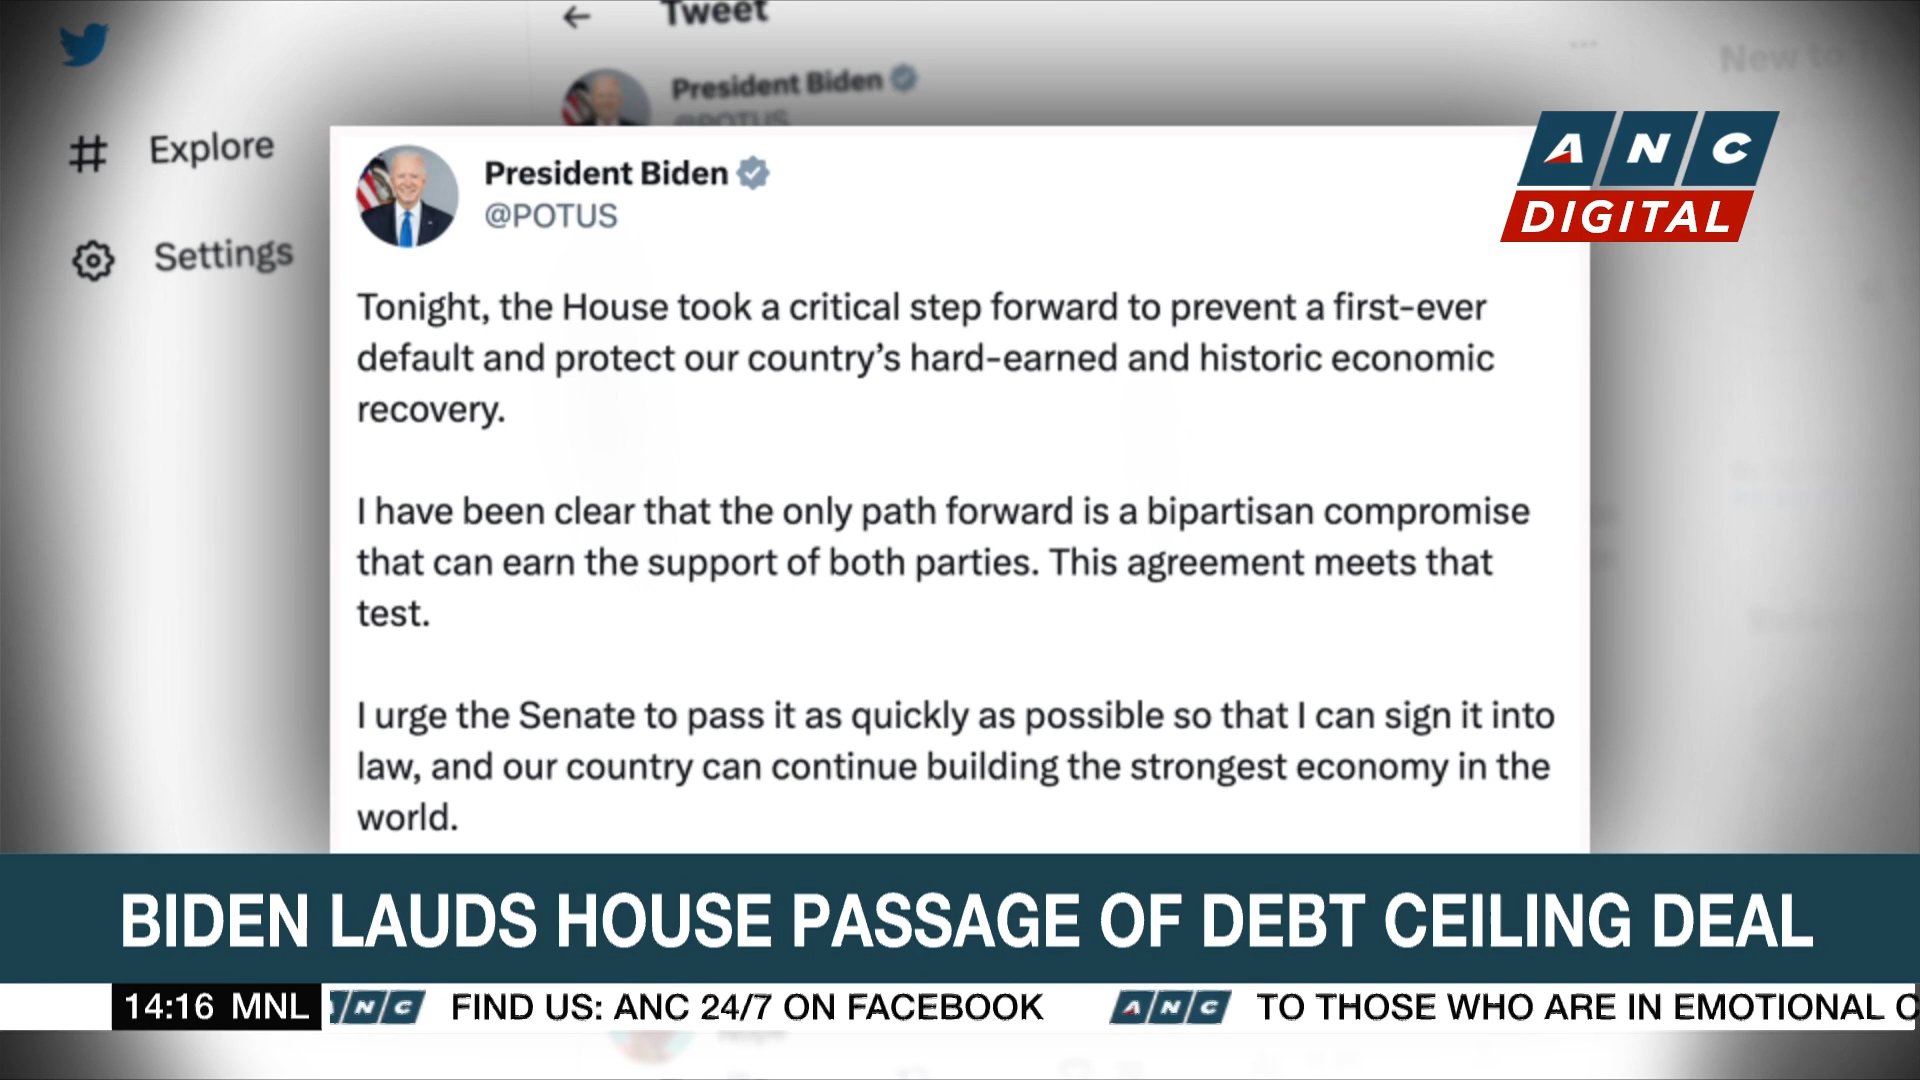 Tweet
New to
President Biden
@POTUS
Explore
Settings
ANC
DIGITAL
President Biden
@POTUS
Tonight, the House took a critical step forward to prevent a first-ever
default and protect our country’s hard-earned and historic economic
recovery.
I have been clear that the only path forward is a bipartisan compromise
that can earn the support of both parties. This agreement meets that
test.
I urge the Senate to pass it as quickly as possible so that I can sign it into
law, and our country can continue building the strongest economy in the
world.
BIDEN LAUDS HOUSE PASSAGE OF DEBT CEILING DEAL
14:16 MNL ANC FIND US: ANC 24/7 ON FACEBOOK ANC TO THOSE WHO ARE IN EMOTIONAL C